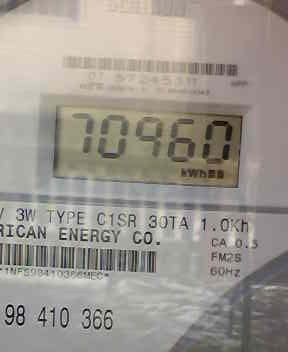 70960
kWh
/ 3W TYPE C1SR 30TA 1.0Kh
RICAN ENERGY CO.
CA 0.5
FM2S
60Hz
*1NFS98410366MEC*
98 410 366